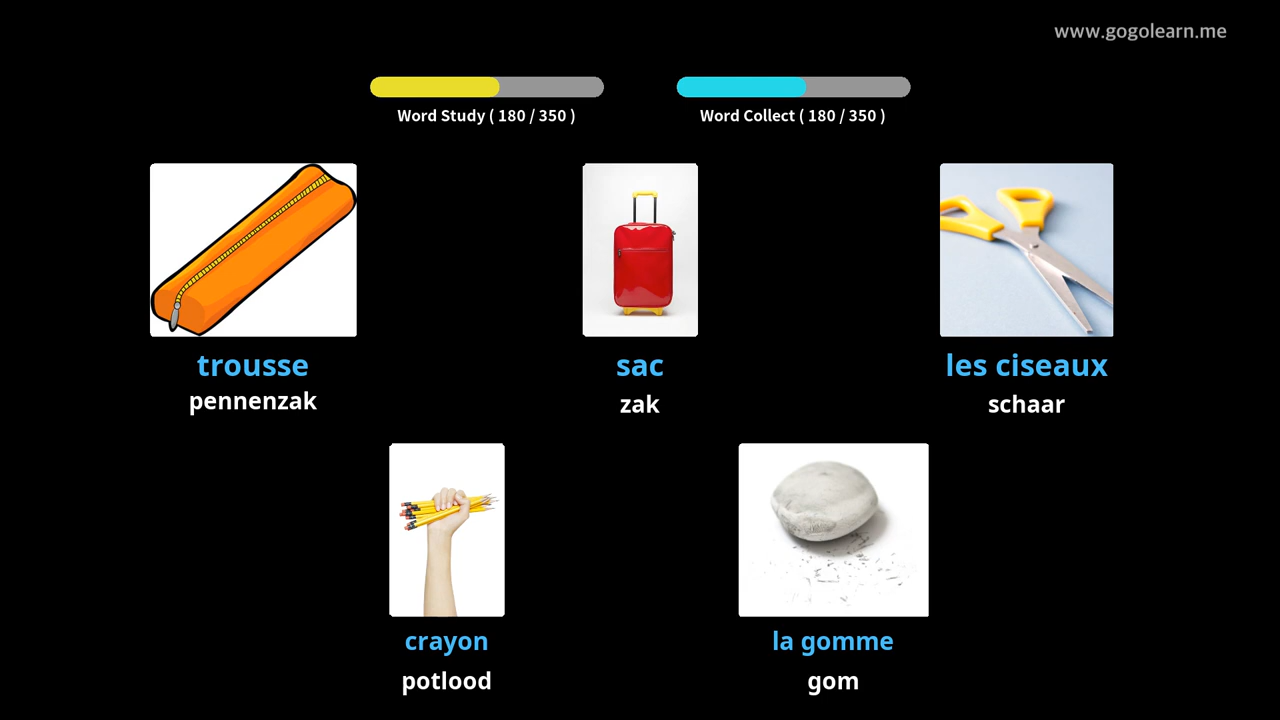 www.gogolearn.me
Word Study ( 180 / 350 )
Word Collect ( 180 / 350 )
trousse
pennenzak
sac
zak
les ciseaux
schaar
crayon
potlood
la gomme
gom